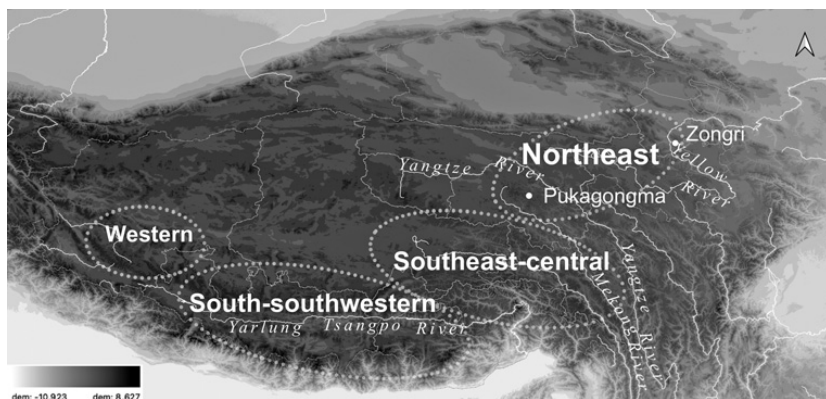 Zongri
Northeast
Yellow River
Yangtze River
Pukagongma
Western
Southeast-central
South-southwestern
Yarlung Tsangpo River
Mekong River
Yangtze River
dem: -10,923 dem: 8,627